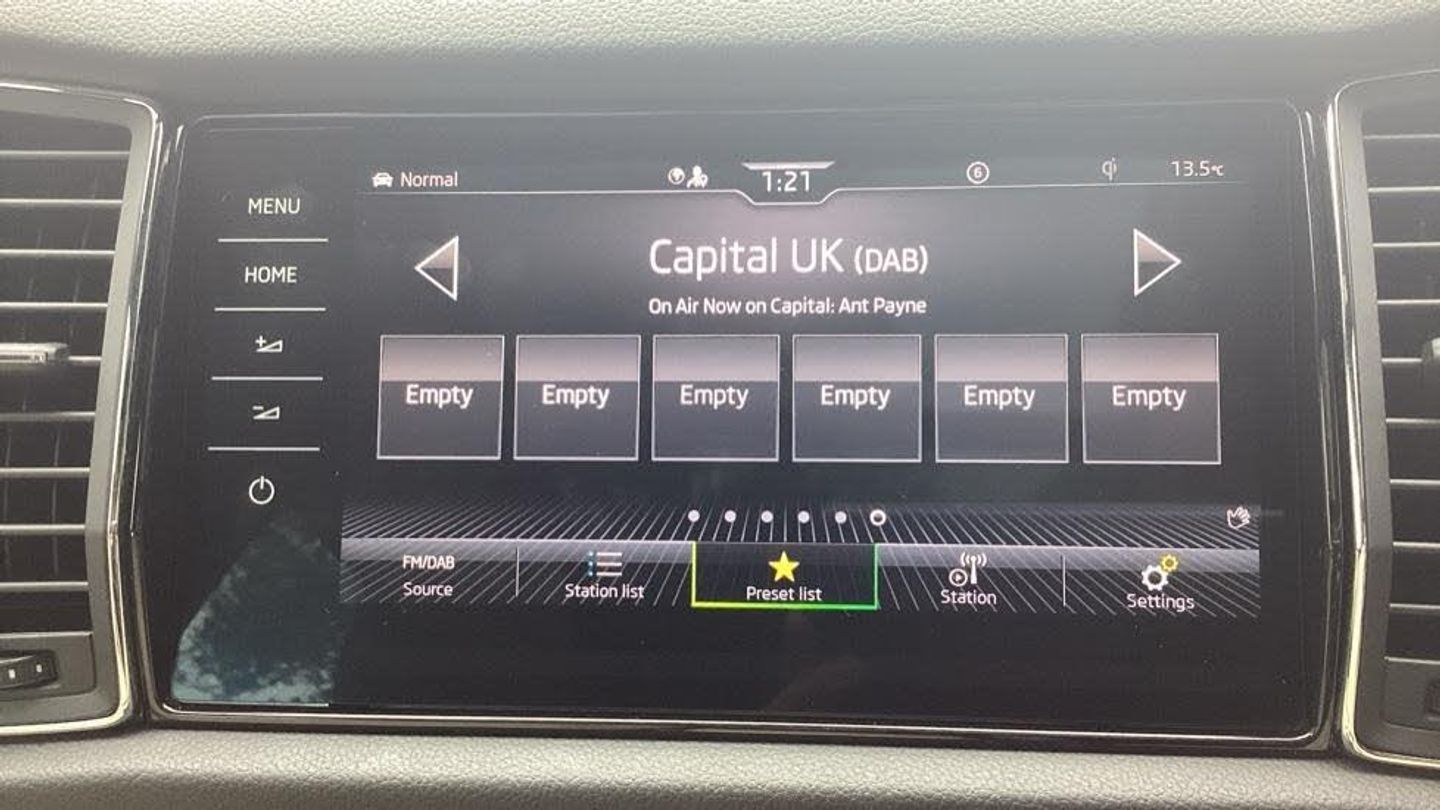 Normal
1:21
6
13.5°C
MENU
HOME
Capital UK (DAB)
On Air Now on Capital: Ant Payne
Empty Empty Empty Empty Empty Empty
FM/DAB
Source
Station list
Preset list
Station
Settings